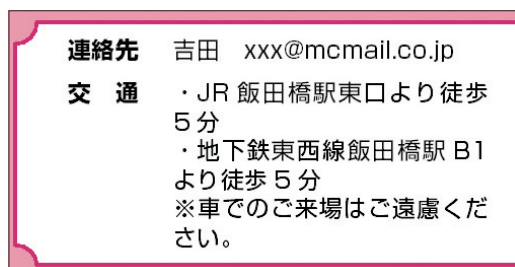 連絡先　吉田　xxx@mcmail.co.jp
交　通　・JR 飯田橋駅東口より徒歩
5 分
・地下鉄東西線飯田橋駅 B1
より徒歩 5 分
※車でのご来場はご遠慮くだ
さい。